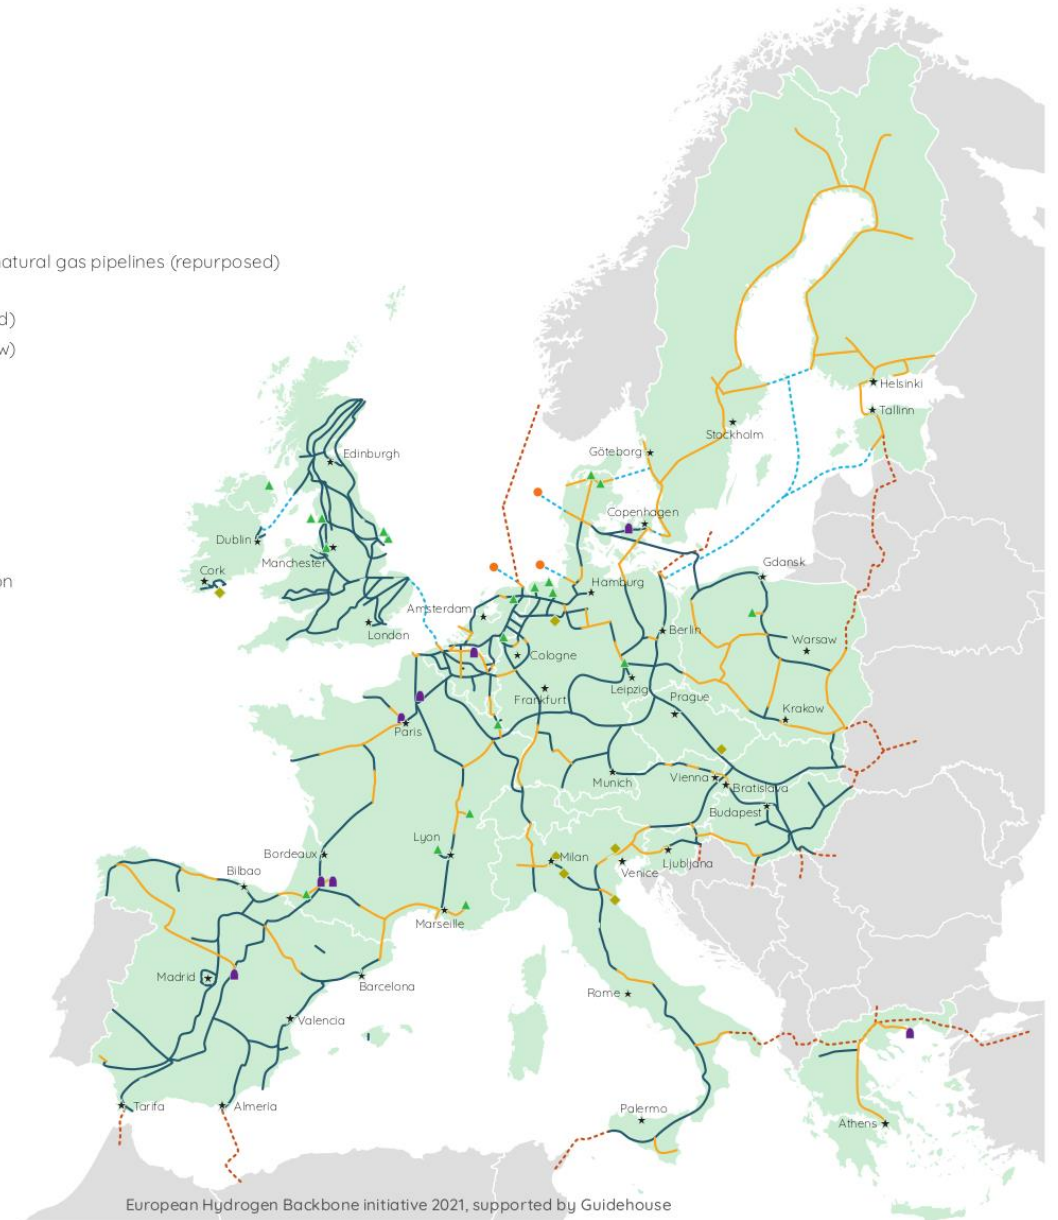 natural gas pipelines (repurposed)
d)
w)
on
Helsinki
Tallinn
Stockholm
Göteborg
Edinburgh
Copenhagen
Dublin
Manchester
Cork
Hamburg
Gdansk
Amsterdam
London
Berlin
Warsaw
Cologne
Frankfurt
Leipzig
Prague
Krakow
Paris
Munich
Vienna
Bratislava
Budapest
Lyon
Bordeaux
Milan
Venice
Ljubljana
Bilbao
Marseille
Madrid
Barcelona
Rome
Valencia
Tarifa
Almería
Palermo
Athens
European Hydrogen Backbone initiative 2021, supported by Guidehouse